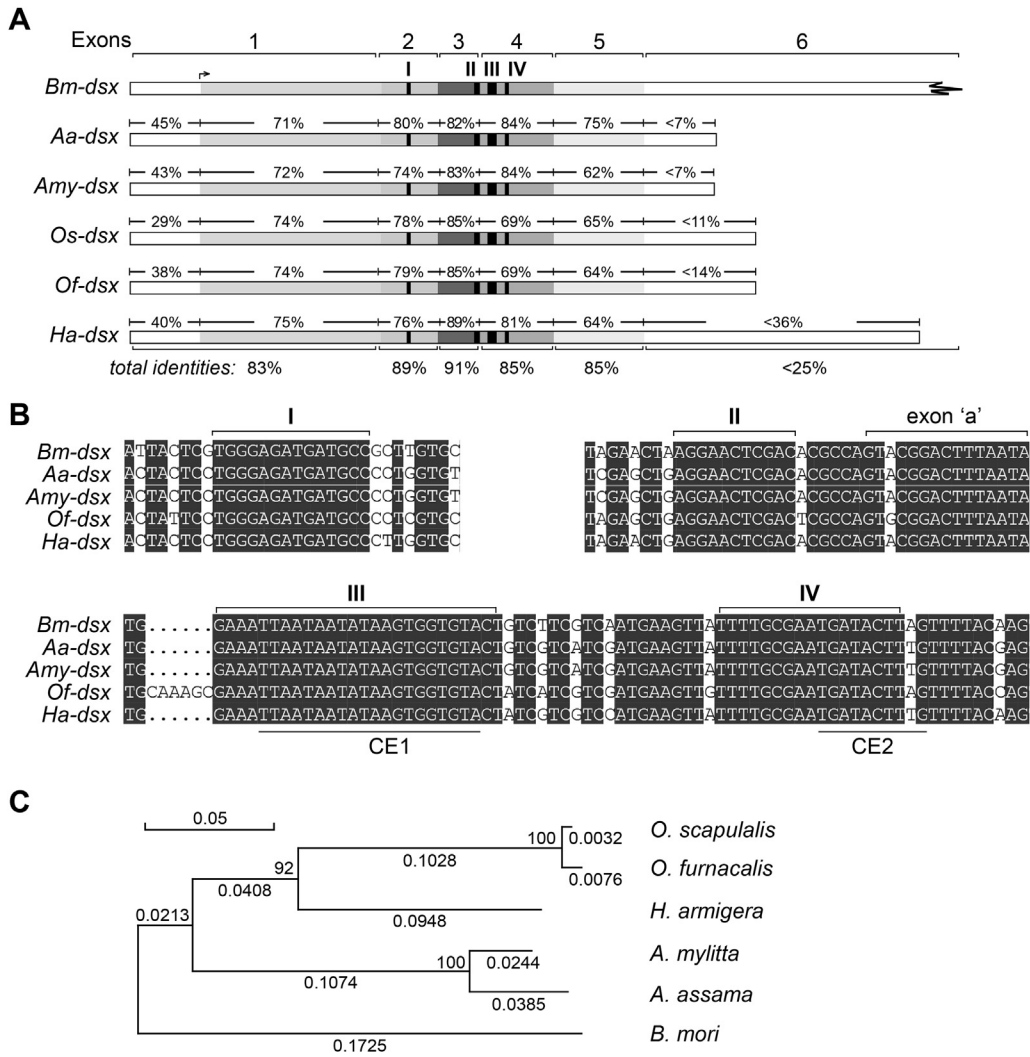 A
Exons 1 2 3 4 5 6
I II III IV
Bm-dsx
45% 71% 80% 82% 84% 75% <7%
Aa-dsx
43% 72% 74% 83% 84% 62% <7%
Amy-dsx
29% 74% 78% 85% 69% 65% <11%
Os-dsx
38% 74% 79% 85% 69% 64% <14%
Of-dsx
40% 75% 76% 89% 81% 64% <36%
Ha-dsx
total identities: 83% 89% 91% 85% 85% <25%
B
I II exon ‘a’
Bm-dsx ATTACTCGTGGGAGATGATGCCGCTTGTGC TAGAACTAAGGAACTCGACACGCCAGTACGGACTTTAATA
Aa-dsx ACTACTCCTGGGAGATGATGCCCCTGGTGT TCGAGCTGAGGAACTCGACACGCCAGTACGGACTTTAATA
Amy-dsx ACTACTCCTGGGAGATGATGCCCCTGGTGT TCGAGCTGAGGAACTCGACACGCCAGTACGGACTTTAATA
Of-dsx ACTATTCCTGGGAGATGATGCCCCTCGTGC TAGAGCTGAGGAACTCGACTCGCCAGTGCGGACTTTAATA
Ha-dsx ACTACTCCTGGGAGATGATGCCCTTGGTGC TAGAACTGAGGAACTCGACACGCCAGTACGGACTTTAATA
III IV
Bm-dsx TG......GAAATTAATAATATAAGTGGTGTACTGTCTTCGTCAATGAAGTTATTTTGCGAATGATACTTAGTTTTACAAG
Aa-dsx TG......GAAATTAATAATATAAGTGGTGTACTGTCGTCATCGATGAAGTTATTTTGCGAATGATACTTTGTTTTACGAG
Amy-dsx TG......GAAATTAATAATATAAGTGGTGTACTGTCGTCATCGATGAAGTTATTTTGCGAATGATACTTTGTTTTACGAG
Of-dsx TGCAAAGCGAAATTAATAATATAAGTGGTGTACTATCATCGTCGATGAAGTTGTTTTGCGAATGATACTTAGTTTTACCAG
Ha-dsx TG......GAAATTAATAATATAAGTGGTGTACTATCGTCGTCCATGAAGTTATTTTGCGAATGATACTTTGTTTTACAAG
CE1 CE2
C
0.05
100 0.0032 O. scapulalis
0.1028
0.0076 O. furnacalis
92
0.0408
0.0948 H. armigera
0.0213
100 0.0244 A. mylitta
0.1074
0.0385 A. assama
0.1725 B. mori